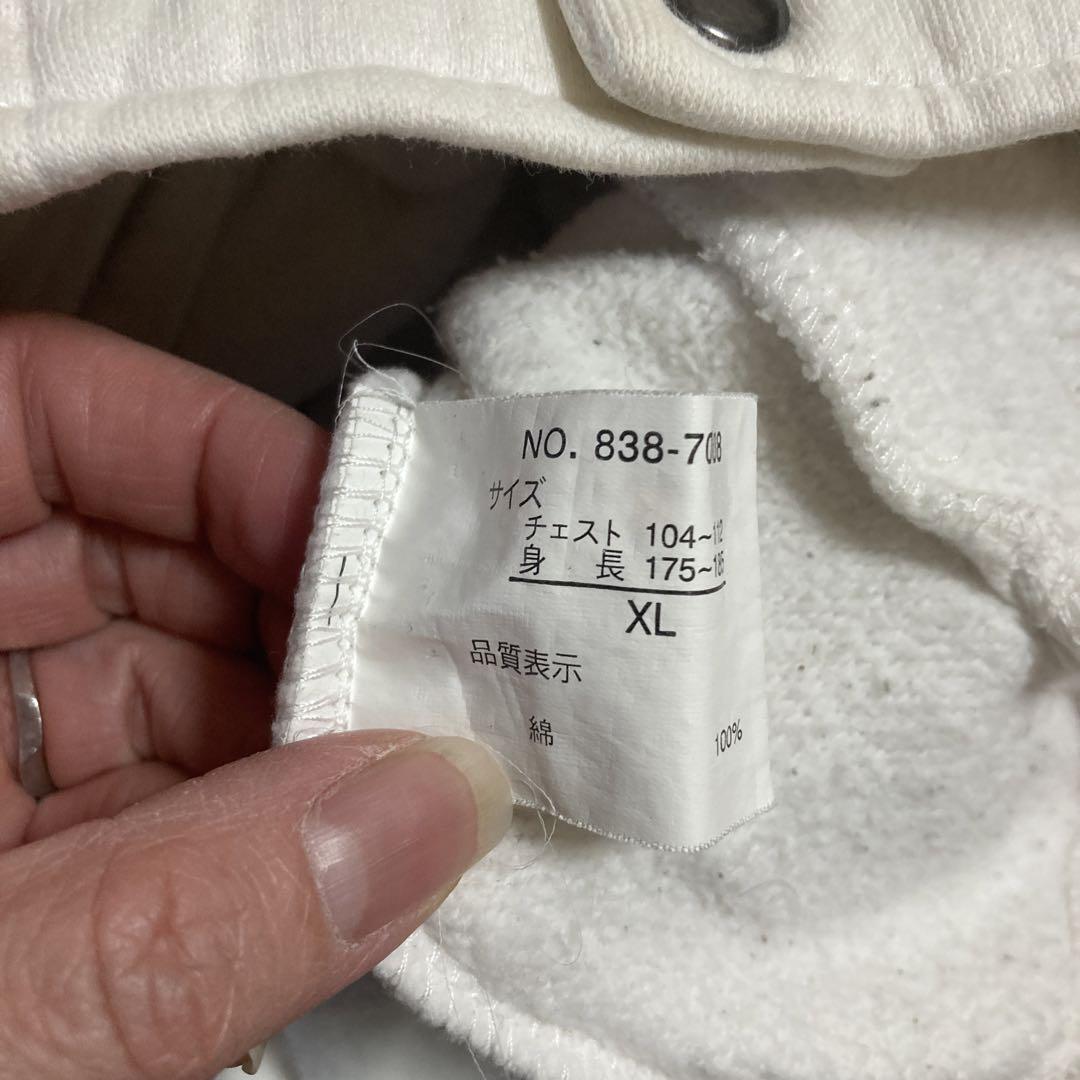 NO. 838-7008
サイズ
チェスト 104~112
身 長 175~185
XL
品質表示
綿 100%